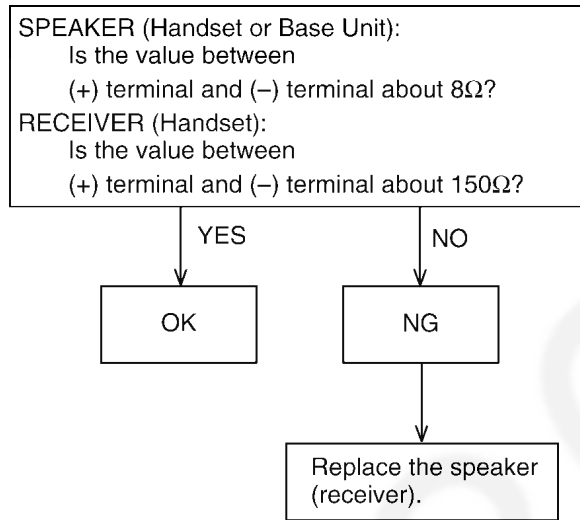 SPEAKER (Handset or Base Unit):
Is the value between
(+) terminal and (–) terminal about 8Ω?
RECEIVER (Handset):
Is the value between
(+) terminal and (–) terminal about 150Ω?
YES
NO
OK
NG
Replace the speaker
(receiver).